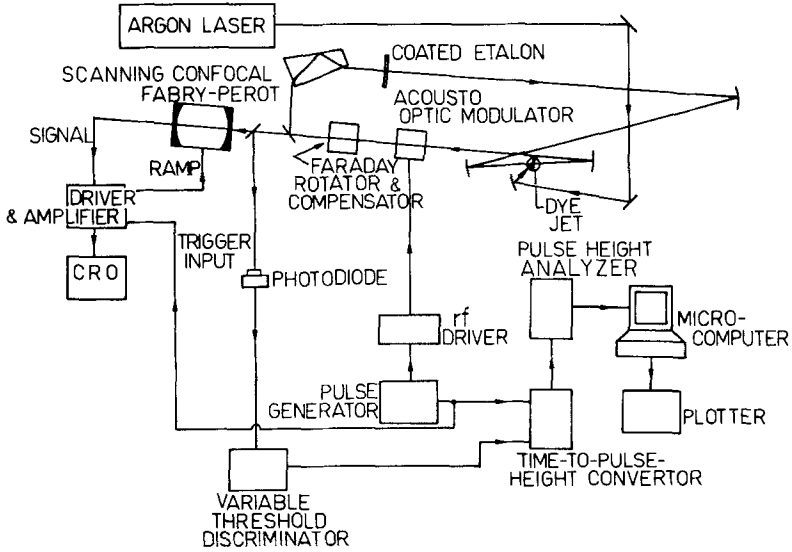 ARGON LASER
COATED ETALON
SCANNING CONFOCAL
FABRY-PEROT
ACOUSTO
OPTIC MODULATOR
SIGNAL
RAMP
FARADAY
ROTATOR &
COMPENSATOR
DRIVER
& AMPLIFIER
DYE
JET
TRIGGER
INPUT
PULSE HEIGHT
ANALYZER
CRO
PHOTODIODE
rf
DRIVER
MICRO-
COMPUTER
PULSE
GENERATOR
PLOTTER
TIME-TO-PULSE-
HEIGHT CONVERTOR
VARIABLE
THRESHOLD
DISCRIMINATOR